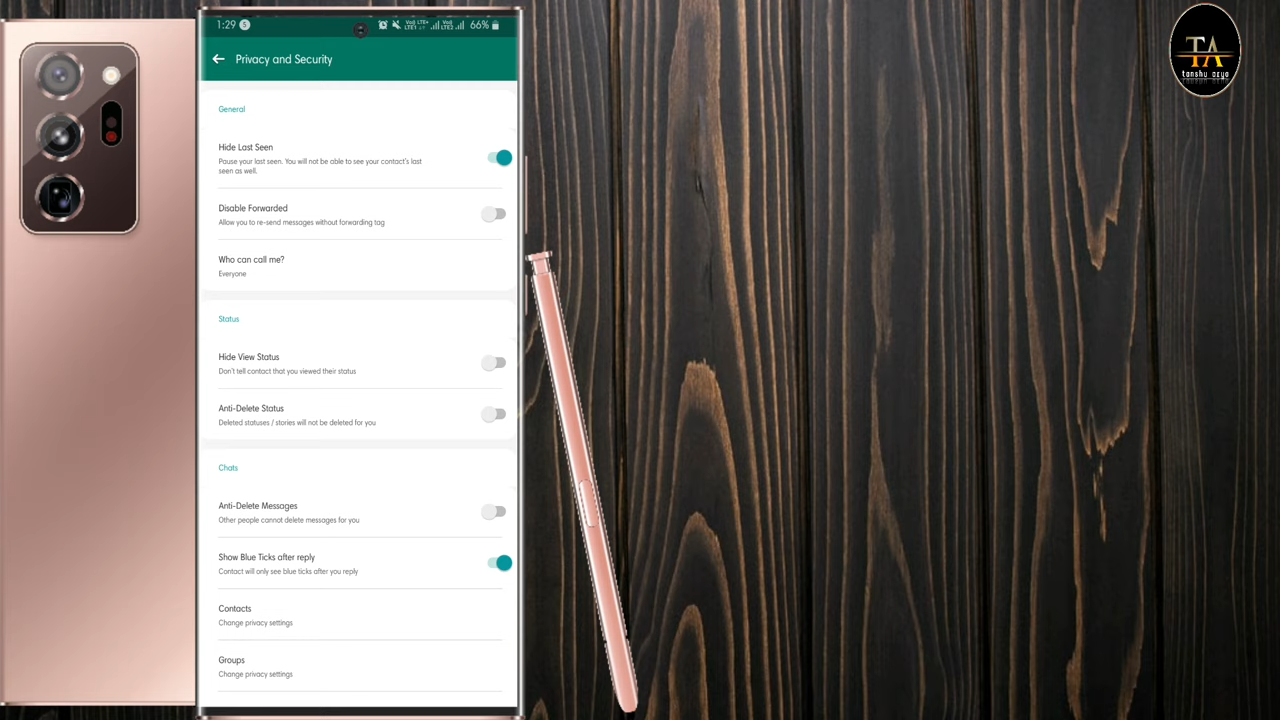 1:29 S 66%
Privacy and Security
General
Hide Last Seen
Pause your last seen. You will not be able to see your contact's last
seen as well.
Disable Forwarded
Allow you to re-send messages without forwarding tag
Who can call me?
Everyone
Status
Hide View Status
Don't tell contact that you viewed their status
Anti-Delete Status
Deleted statuses / stories will not be deleted for you
Chats
Anti-Delete Messages
Other people cannot delete messages for you
Show Blue Ticks after reply
Contact will only see blue ticks after you reply
Contacts
Change privacy settings
Groups
Change privacy settings
TA